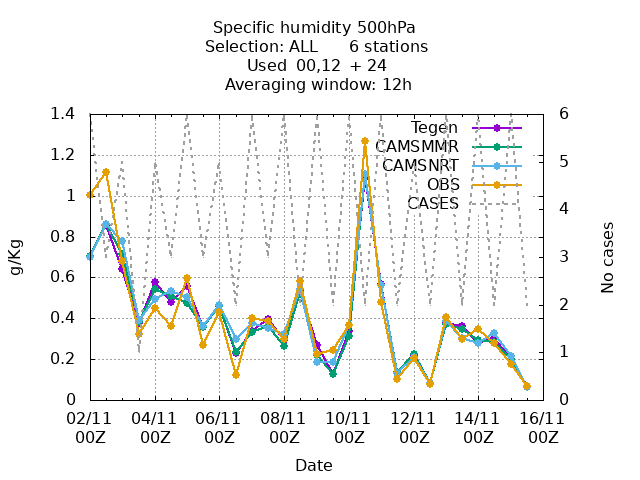 Specific humidity 500hPa
Selection: ALL 6 stations
Used 00,12 + 24
Averaging window: 12h
1.4
1.2
1
0.8
0.6
0.4
0.2
0
g/Kg
6
5
4
3
2
1
0
No cases
Tegen
CAMSMMR
CAMSNRT
OBS
CASES
02/11 04/11 06/11 08/11 10/11 12/11 14/11 16/11
00Z 00Z 00Z 00Z 00Z 00Z 00Z 00Z
Date